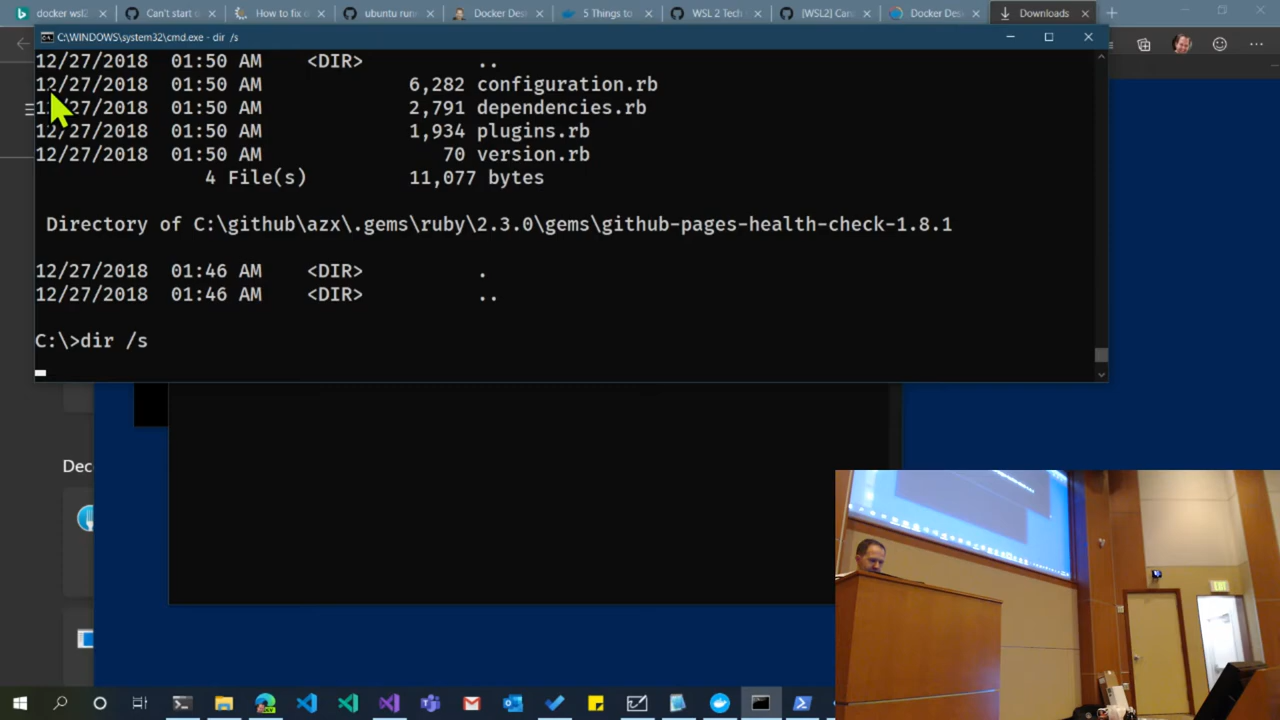 docker wsl2
Can't start o
How to fix d
ubuntu runn
Docker Des
5 Things to
WSL 2 Tech
[WSL2] Can
Docker Des
Downloads
C:\WINDOWS\system32\cmd.exe - dir /s
12/27/2018 01:50 AM <DIR> ..
12/27/2018 01:50 AM 6,282 configuration.rb
12/27/2018 01:50 AM 2,791 dependencies.rb
12/27/2018 01:50 AM 1,934 plugins.rb
12/27/2018 01:50 AM 70 version.rb
4 File(s) 11,077 bytes
Directory of C:\github\azx\.gems\ruby\2.3.0\gems\github-pages-health-check-1.8.1
12/27/2018 01:46 AM <DIR> .
12/27/2018 01:46 AM <DIR> ..
C:\>dir /s
Dec
EXIT